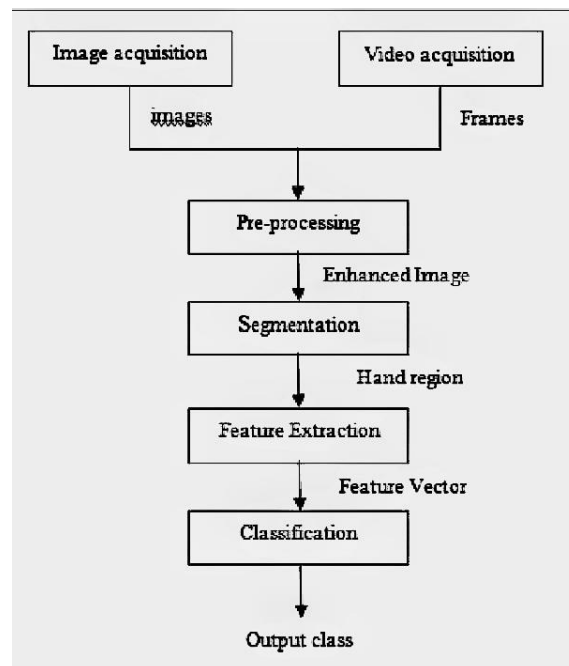 Image acquisition
Video acquisition
images
Frames
Pre-processing
Enhanced Image
Segmentation
Hand region
Feature Extraction
Feature Vector
Classification
Output class